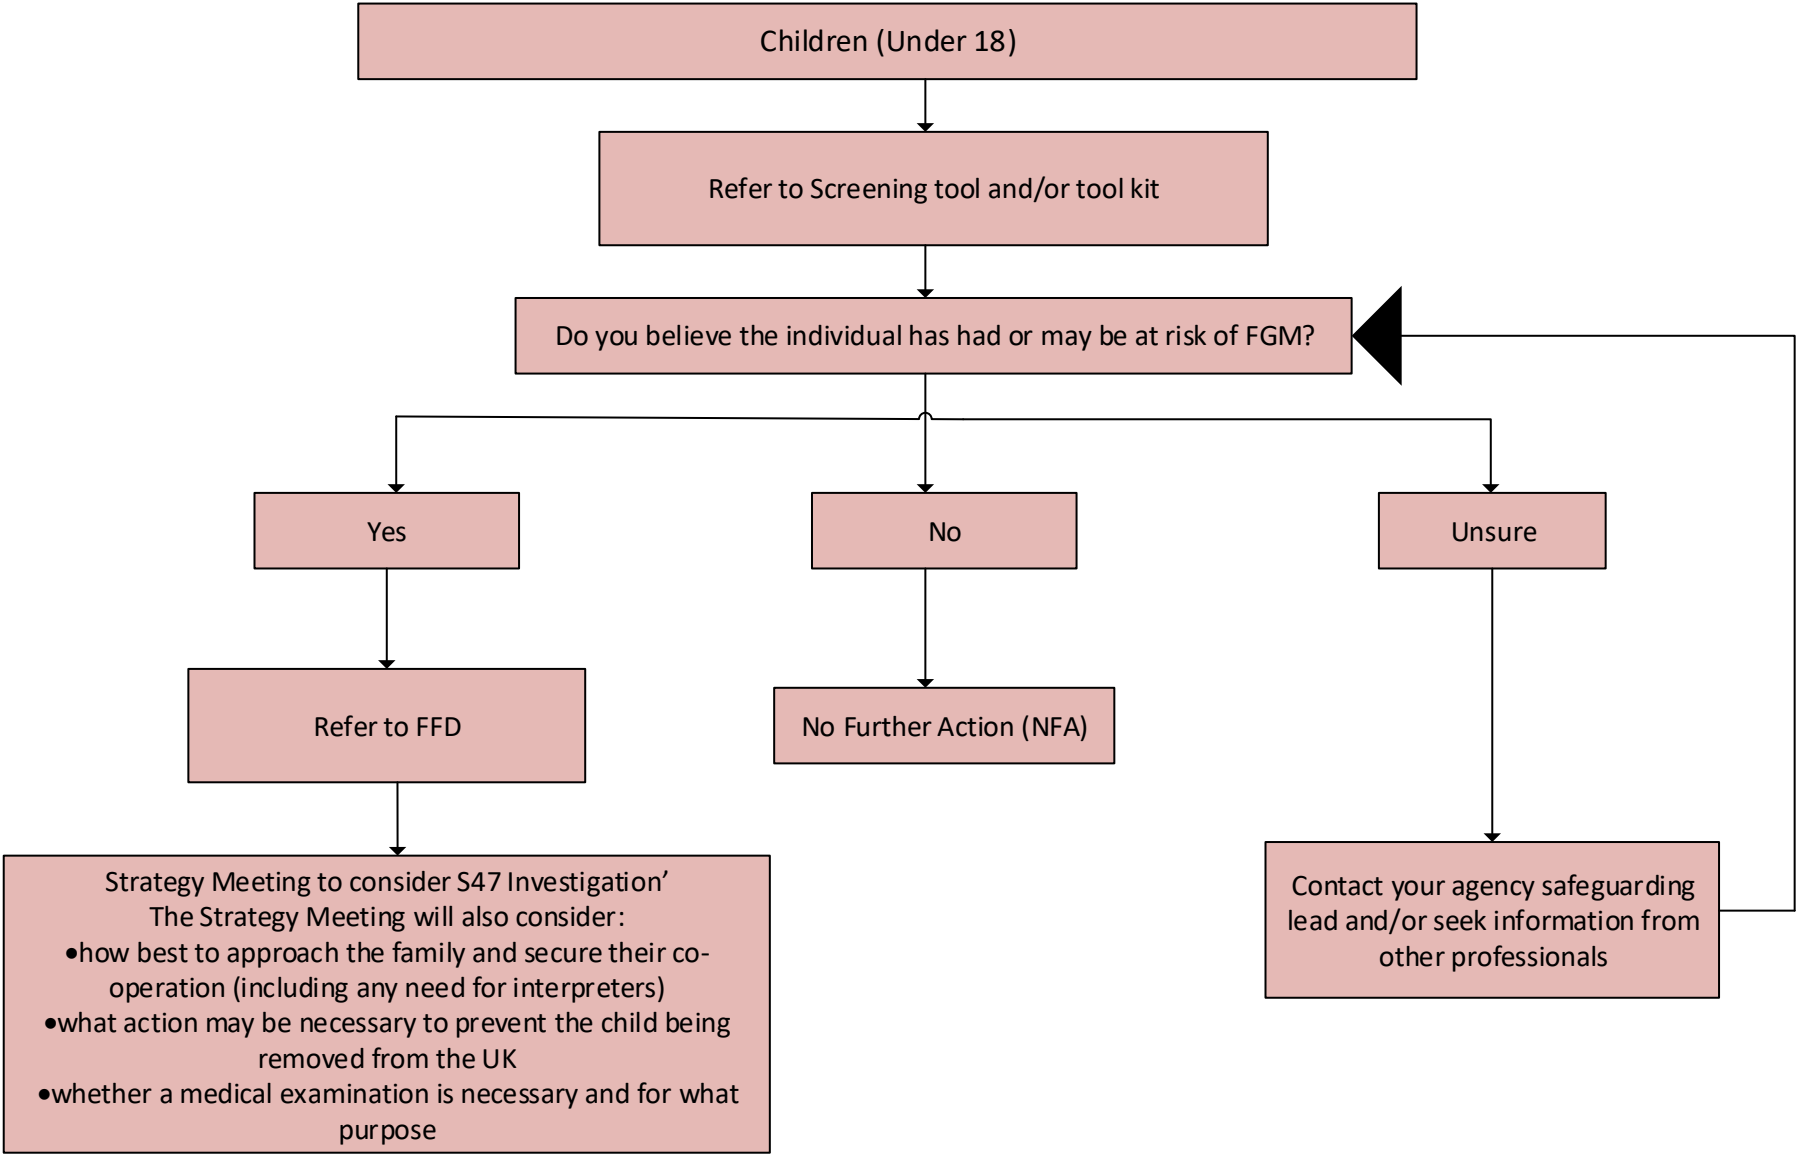 Children (Under 18)
Refer to Screening tool and/or tool kit
Do you believe the individual has had or may be at risk of FGM?
Yes
No
Unsure
Refer to FFD
No Further Action (NFA)
Strategy Meeting to consider S47 Investigation’
The Strategy Meeting will also consider:
•how best to approach the family and secure their co-
operation (including any need for interpreters)
•what action may be necessary to prevent the child being
removed from the UK
•whether a medical examination is necessary and for what
purpose
Contact your agency safeguarding
lead and/or seek information from
other professionals